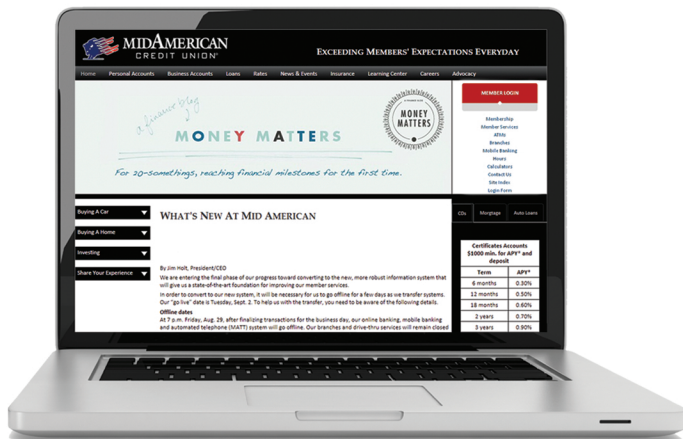 MIDAMERICAN
CREDIT UNION
EXCEEDING MEMBERS' EXPECTATIONS EVERYDAY
Home Personal Accounts Business Accounts Loans Rates News & Events Insurance Learning Center Careers Advocacy
a finance blog
MONEY MATTERS
For 20-somethings, reaching financial milestones for the first time.
MONEY
MATTERS
MEMBER LOGIN
Membership
Member Services
ATMs
Branches
Mobile Banking
Hours
Calculators
Contact Us
Site Index
Login Form
Buying A Car
Buying A Home
Investing
Share Your Experience
WHAT'S NEW AT MID AMERICAN
By Jim Holt, President/CEO
We are entering the final phase of our progress toward converting to the new, more robust information system that
will give us a state-of-the-art foundation for improving our member services.
In order to convert to our new system, it will be necessary for us to go offline for a few days as we transfer systems.
Our "go live" date is Tuesday, Sept. 2. To help us with the transfer, you need to be aware of the following details.
Offline dates
At 7 p.m. Friday, Aug. 29, after finalizing transactions for the business day, our online banking, mobile banking
and automated telephone (MATT) system will go offline. Our branches and drive-thru services will remain closed
CDs Mortgage Auto Loans
Certificates Accounts
$1000 min. for APY* and
deposit
Term APY*
6 months 0.30%
12 months 0.50%
18 months 0.60%
2 years 0.70%
3 years 0.90%